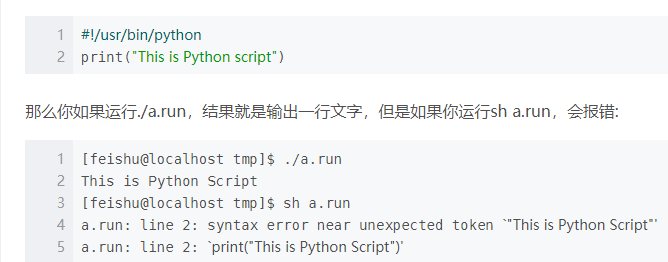 1 #!/usr/bin/python
2 print("This is Python script")
那么你如果运行./a.run，结果就是输出一行文字，但是如果你运行sh a.run，会报错:
1 [feishu@localhost tmp]$ ./a.run
2 This is Python Script
3 [feishu@localhost tmp]$ sh a.run
4 a.run: line 2: syntax error near unexpected token `"This is Python Script"'
5 a.run: line 2: `print("This is Python Script")'